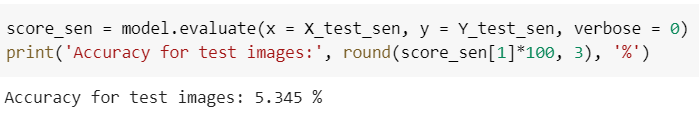 score_sen = model.evaluate(x = X_test_sen, y = Y_test_sen, verbose = 0)
print('Accuracy for test images:', round(score_sen[1]*100, 3), '%')
Accuracy for test images: 5.345 %